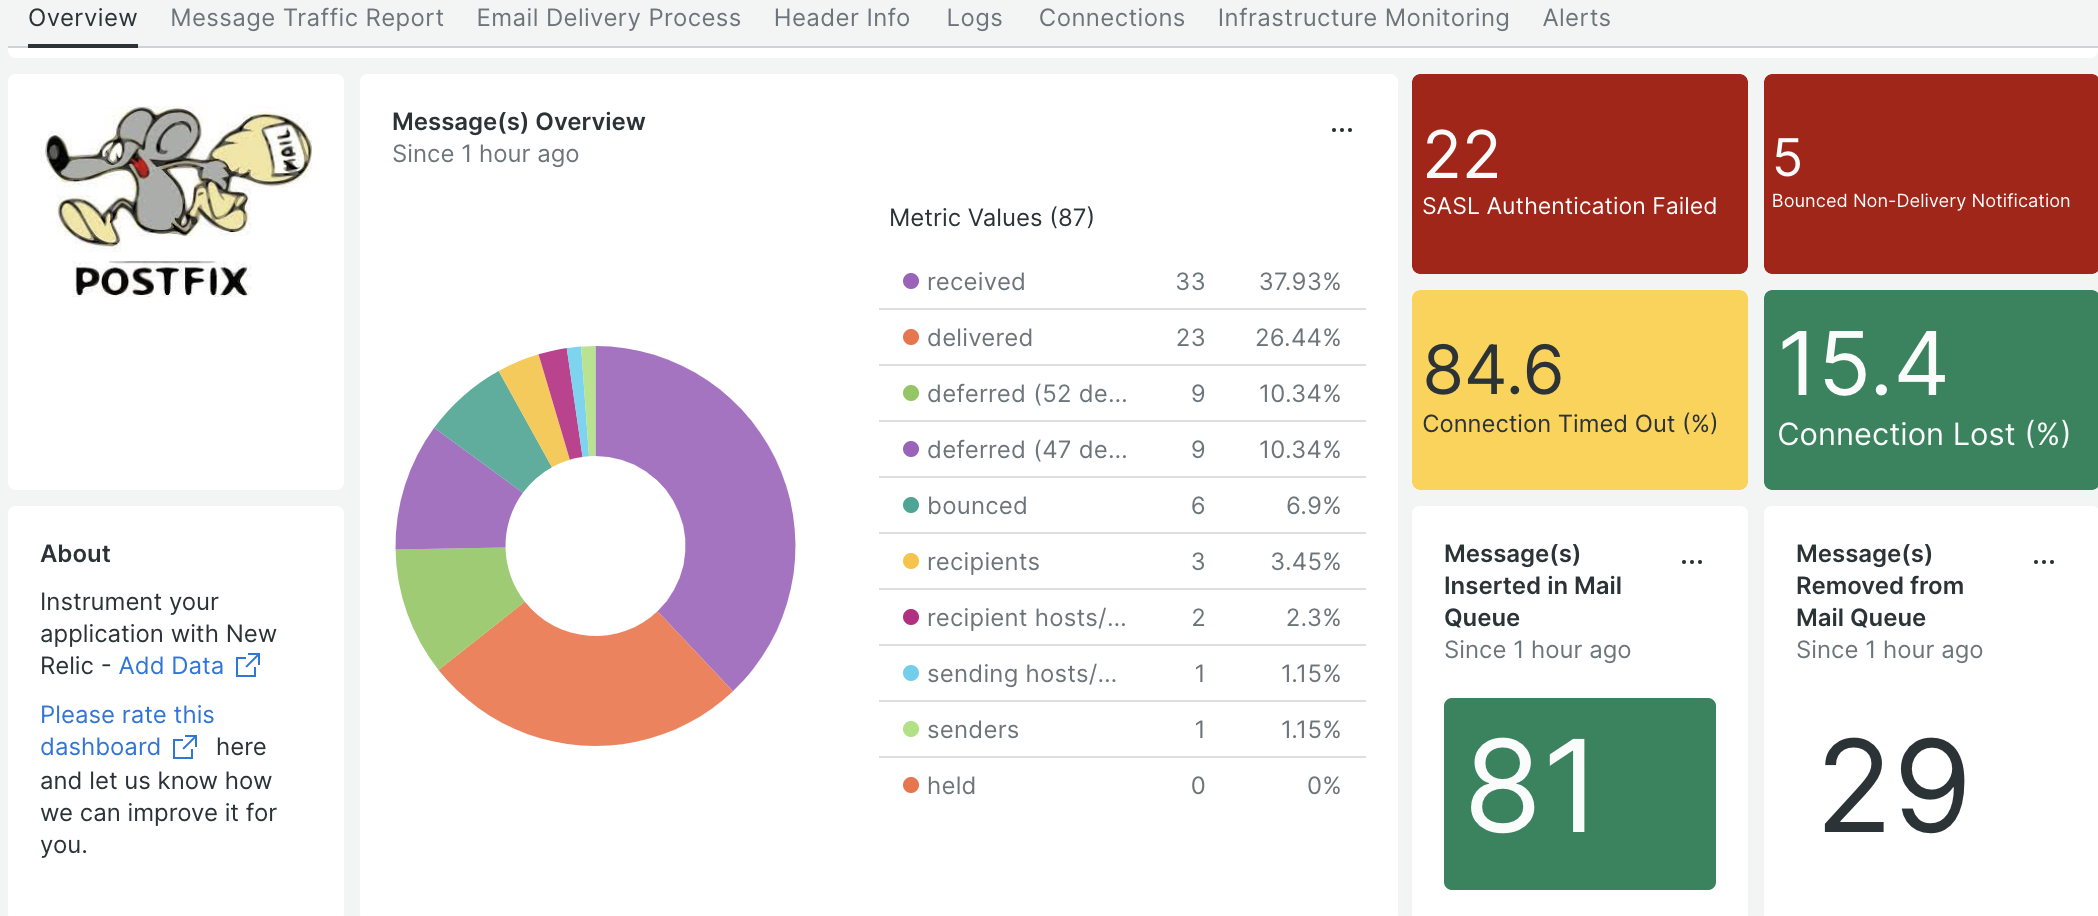 Overview Message Traffic Report Email Delivery Process Header Info Logs Connections Infrastructure Monitoring Alerts
MAIL
POSTFIX
About
Instrument your
application with New
Relic - Add Data
Please rate this
dashboard here
and let us know how
we can improve it for
you.
Message(s) Overview
...
Since 1 hour ago
Metric Values (87)
received 33 37.93%
delivered 23 26.44%
deferred (52 de... 9 10.34%
deferred (47 de... 9 10.34%
bounced 6 6.9%
recipients 3 3.45%
recipient hosts/... 2 2.3%
sending hosts/... 1 1.15%
senders 1 1.15%
held 0 0%
22
SASL Authentication Failed
5
Bounced Non-Delivery Notification
84.6
Connection Timed Out (%)
15.4
Connection Lost (%)
Message(s)
...
Inserted in Mail
Queue
Since 1 hour ago
81
Message(s)
...
Removed from
Mail Queue
Since 1 hour ago
29